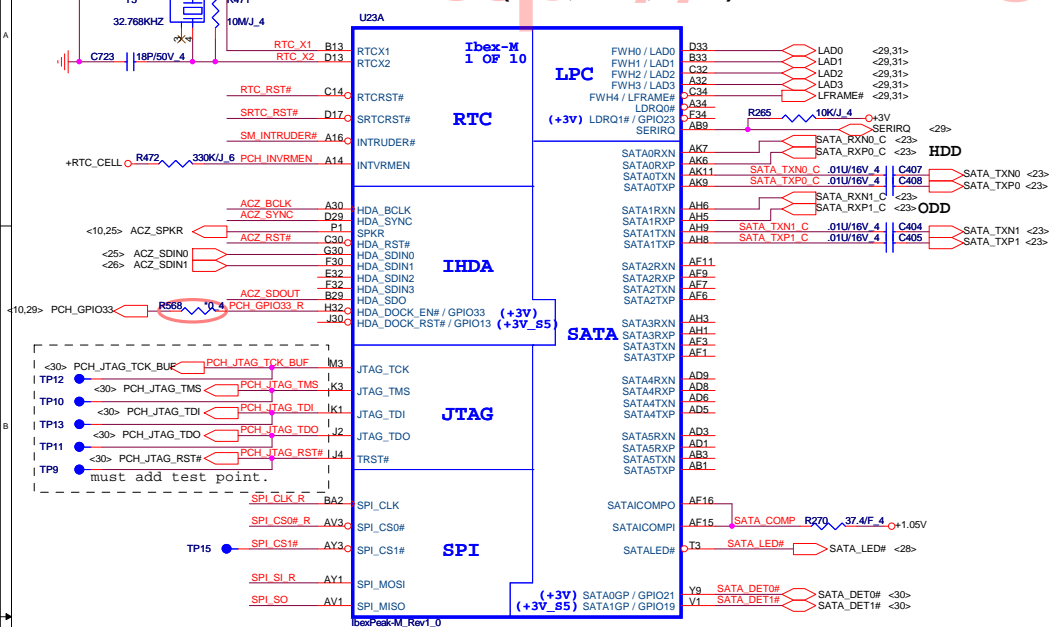 R471
U23A
32.768KHZ
10M/J_4
A
C723 18P/50V_4
RTC_X1 B13 RTCX1
RTC_X2 D13 RTCX2
RTC_RST# C14 RTCRST#
SRTC_RST# D17 SRTCRST#
SM_INTRUDER# A16 INTRUDER#
+RTC_CELL R472 330K/J_6 PCH_INVRMEN A14 INTVRMEN
RTC
Ibex-M
1 OF 10
LPC
FWH0 / LAD0 D33 LAD0 <29,31>
FWH1 / LAD1 B33 LAD1 <29,31>
FWH2 / LAD2 C32 LAD2 <29,31>
FWH3 / LAD3 A32 LAD3 <29,31>
FWH4 / LFRAME# C34 LFRAME# <29,31>
LDRQ0# A34
(+3V) LDRQ1# / GPIO23 F34
R265 10K/J_4 +3V
SERIRQ AB9 SERIRQ <29>
SATA0RXN AK7 SATA_RXN0_C <23>
SATA0RXP AK6 SATA_RXP0_C <23>
HDD
SATA0TXN AK11 SATA_TXN0_C .01U/16V_4 C407 SATA_TXN0 <23>
SATA0TXP AK9 SATA_TXP0_C .01U/16V_4 C408 SATA_TXP0 <23>
SATA1RXN AH6 SATA_RXN1_C <23>
SATA1RXP AH5 SATA_RXP1_C <23>
ODD
SATA1TXN AH9 SATA_TXN1_C .01U/16V_4 C404 SATA_TXN1 <23>
SATA1TXP AH8 SATA_TXP1_C .01U/16V_4 C405 SATA_TXP1 <23>
ACZ_BCLK A30 HDA_BCLK
ACZ_SYNC D29 HDA_SYNC
<10,25> ACZ_SPKR P1 SPKR
ACZ_RST# C30 HDA_RST#
<25> ACZ_SDIN0 G30 HDA_SDIN0
<26> ACZ_SDIN1 F30 HDA_SDIN1
E32 HDA_SDIN2
F32 HDA_SDIN3
ACZ_SDOUT B29 HDA_SDO
<10,29> PCH_GPIO33 R568 *0_4 PCH_GPIO33_R H32 HDA_DOCK_EN# / GPIO33 (+3V)
J30 HDA_DOCK_RST# / GPIO13 (+3V_S5)
IHDA
SATA
SATA2RXN AF11
SATA2RXP AF9
SATA2TXN AF7
SATA2TXP AF6
SATA3RXN AH3
SATA3RXP AH1
SATA3TXN AF3
SATA3TXP AF1
SATA4RXN AD9
SATA4RXP AD8
SATA4TXN AD6
SATA4TXP AD5
SATA5RXN AD3
SATA5RXP AD1
SATA5TXN AB3
SATA5TXP AB1
<30> PCH_JTAG_TCK_BUF PCH_JTAG_TCK_BUF M3 JTAG_TCK
TP12
<30> PCH_JTAG_TMS PCH_JTAG_TMS K3 JTAG_TMS
TP10
<30> PCH_JTAG_TDI PCH_JTAG_TDI K1 JTAG_TDI
TP13
B
<30> PCH_JTAG_TDO PCH_JTAG_TDO J2 JTAG_TDO
TP11
<30> PCH_JTAG_RST# PCH_JTAG_RST# J4 TRST#
TP9
must add test point.
JTAG
SPI_CLK_R BA2 SPI_CLK
SPI_CS0#_R AV3 SPI_CS0#
TP15 SPI_CS1# AY3 SPI_CS1#
SPI_SI_R AY1 SPI_MOSI
SPI_SO AV1 SPI_MISO
SPI
SATAICOMPO AF16
SATAICOMPI AF15 SATA_COMP R270 37.4/F_4 +1.05V
SATALED# T3 SATA_LED# SATA_LED# <28>
(+3V) SATA0GP / GPIO21 Y9 SATA_DET0# SATA_DET0# <30>
(+3V_S5) SATA1GP / GPIO19 V1 SATA_DET1# SATA_DET1# <30>
IbexPeak-M_Rev1_0